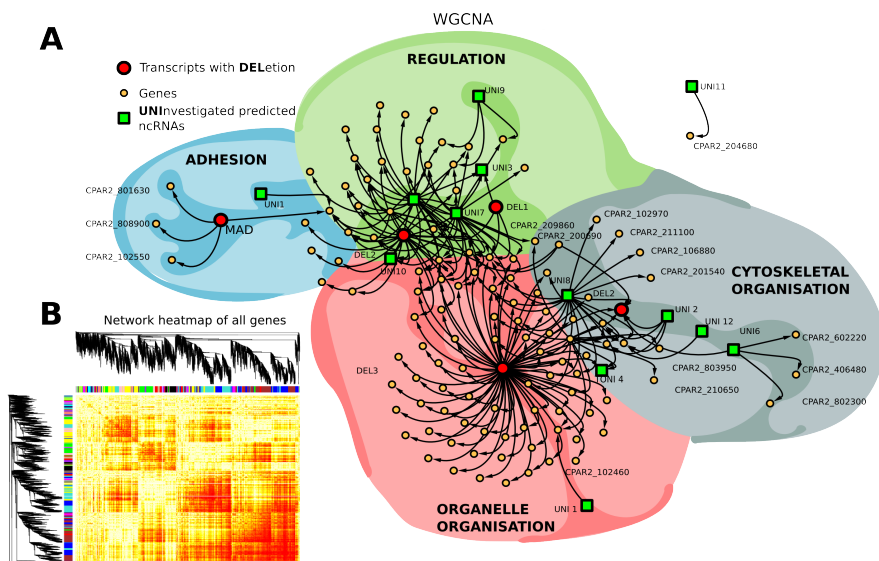 WGCNA
A
REGULATION
Transcripts with DELetion
Genes
UNInvestigated predicted
ncRNAs
UNI9
UNI11
CPAR2_204680
ADHESION
UNI3
CPAR2_801630
UNI1
UNI7
DEL1
CPAR2_102970
CPAR2_808900
MAD
CPAR2_209860
CPAR2_200590
CPAR2_211100
CPAR2_106880
CPAR2_102550
DEL2
UNI10
CPAR2_201540
UNI8
DEL2
CYTOSKELETAL
ORGANISATION
B
Network heatmap of all genes
UNI 2
UNI 12
UNI6
CPAR2_602220
DEL3
UNI 4
CPAR2_803950
CPAR2_406480
CPAR2_210650
CPAR2_802300
CPAR2_102460
ORGANELLE
ORGANISATION
UNI 1